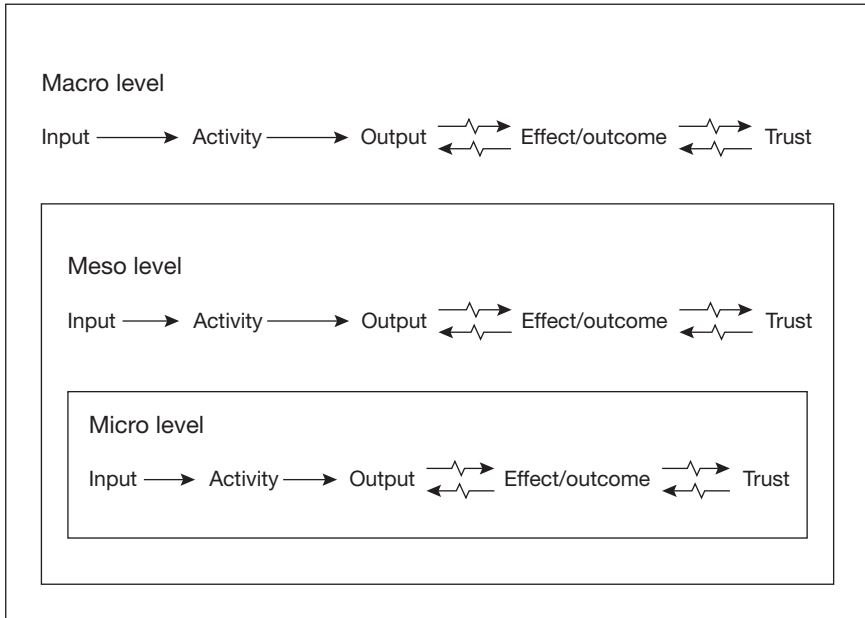 Macro level
Input Activity Output Effect/outcome Trust
Meso level
Input Activity Output Effect/outcome Trust
Micro level
Input Activity Output Effect/outcome Trust